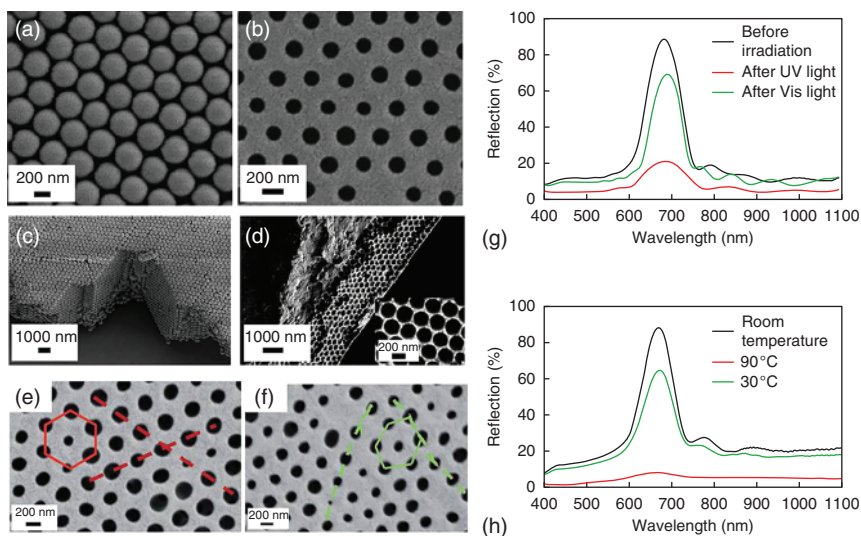 (a)
200 nm
(b)
200 nm
(c)
1000 nm
(d)
1000 nm
200 nm
(e)
200 nm
(f)
200 nm
100
80
60
40
20
0
Reflection (%)
Before
irradiation
After UV light
After Vis light
400 500 600 700 800 900 1000 1100
Wavelength (nm)
(g)
100
80
60
40
20
0
Reflection (%)
Room
temperature
90°C
30°C
400 500 600 700 800 900 1000 1100
Wavelength (nm)
(h)